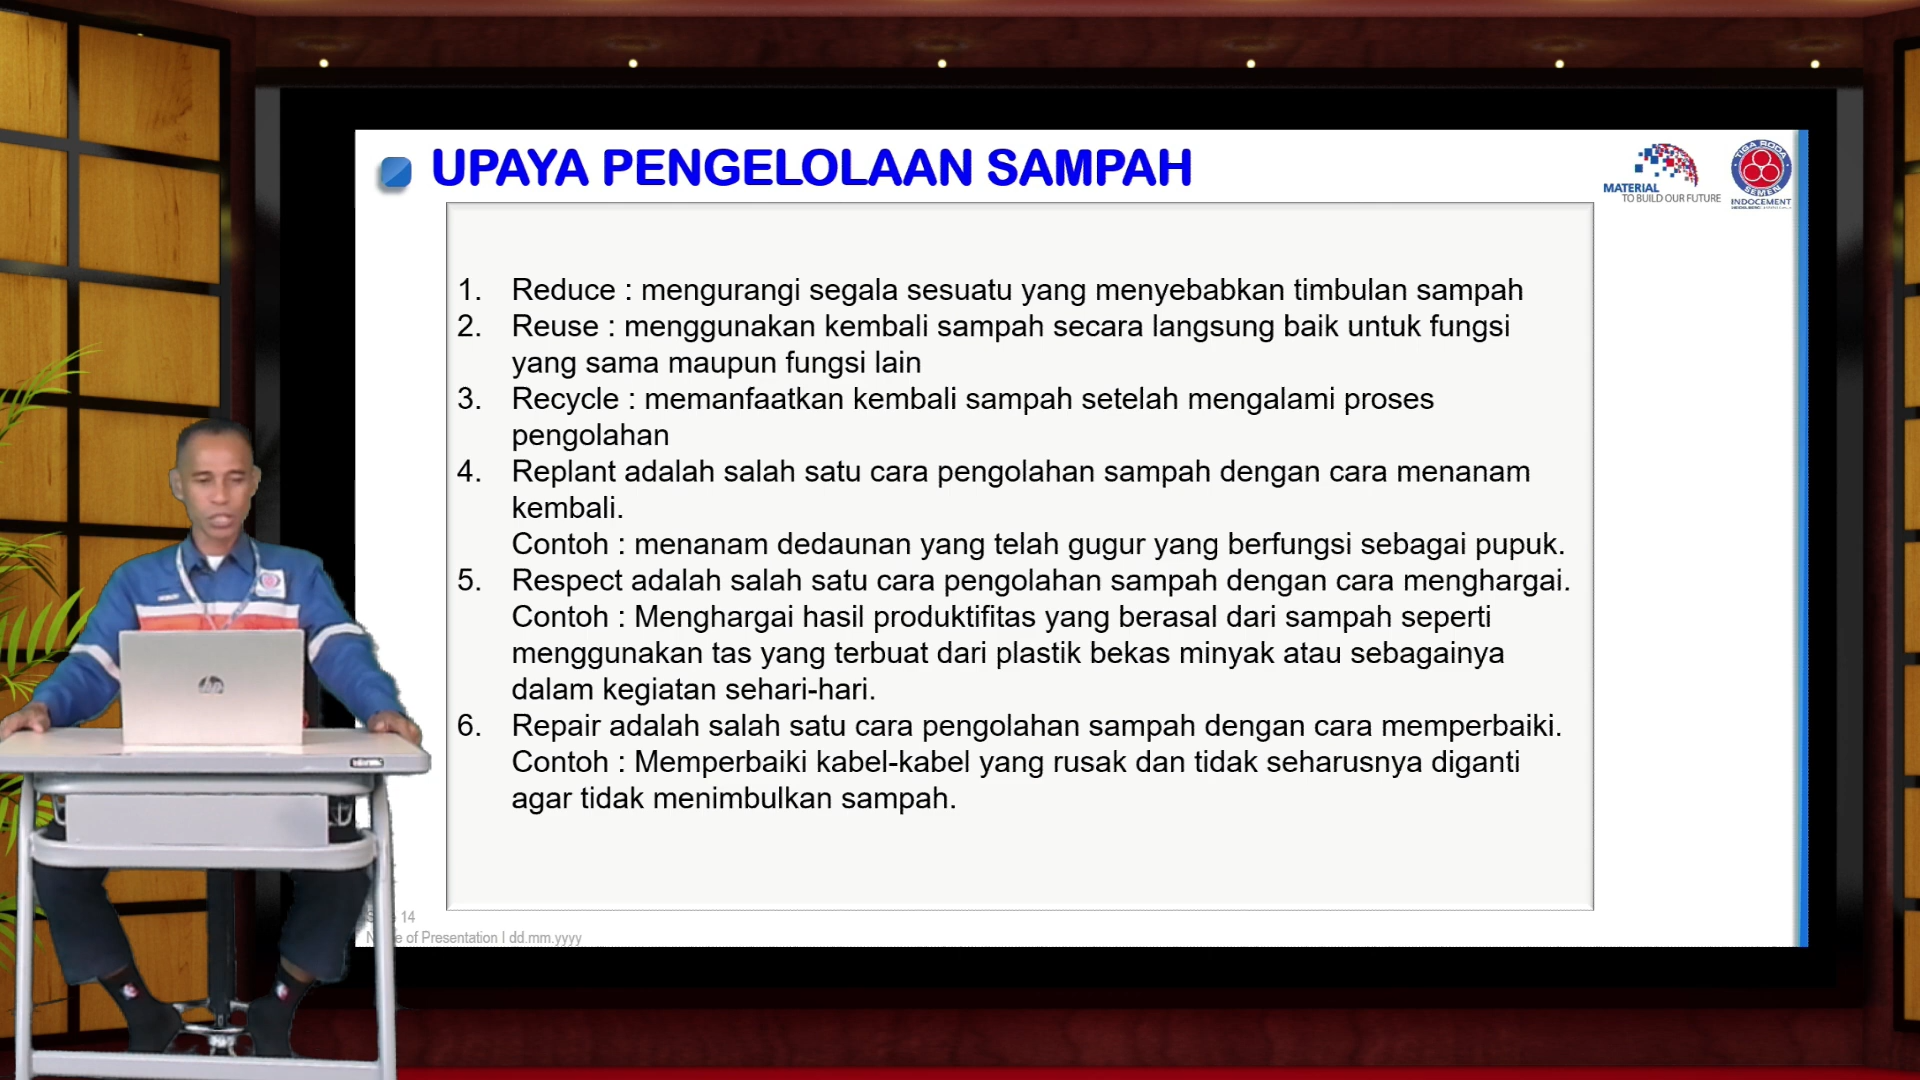 UPAYA PENGELOLAAN SAMPAH
MATERIAL
TO BUILD OUR FUTURE
TIGA RODA
SEMEN
INDOCEMENT
1. Reduce : mengurangi segala sesuatu yang menyebabkan timbulan sampah
2. Reuse : menggunakan kembali sampah secara langsung baik untuk fungsi
yang sama maupun fungsi lain
3. Recycle : memanfaatkan kembali sampah setelah mengalami proses
pengolahan
4. Replant adalah salah satu cara pengolahan sampah dengan cara menanam
kembali.
Contoh : menanam dedaunan yang telah gugur yang berfungsi sebagai pupuk.
5. Respect adalah salah satu cara pengolahan sampah dengan cara menghargai.
Contoh : Menghargai hasil produktifitas yang berasal dari sampah seperti
menggunakan tas yang terbuat dari plastik bekas minyak atau sebagainya
dalam kegiatan sehari-hari.
6. Repair adalah salah satu cara pengolahan sampah dengan cara memperbaiki.
Contoh : Memperbaiki kabel-kabel yang rusak dan tidak seharusnya diganti
agar tidak menimbulkan sampah.
14
of Presentation I dd.mm.yyyy
hp